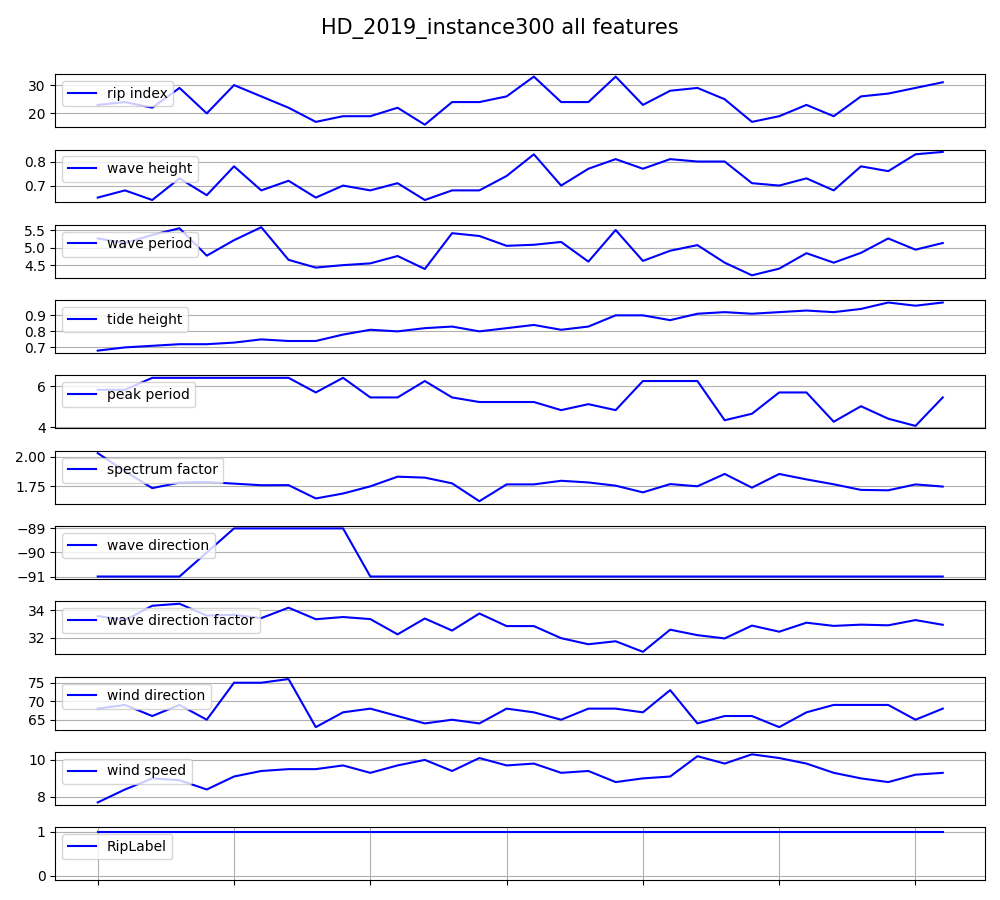 HD_2019_instance300 all features
30
20
rip index
0.8
0.7
wave height
5.5
5.0
4.5
wave period
0.9
0.8
0.7
tide height
6
4
peak period
2.00
1.75
spectrum factor
−89
−90
−91
wave direction
34
32
wave direction factor
75
70
65
wind direction
10
8
wind speed
1
0
RipLabel